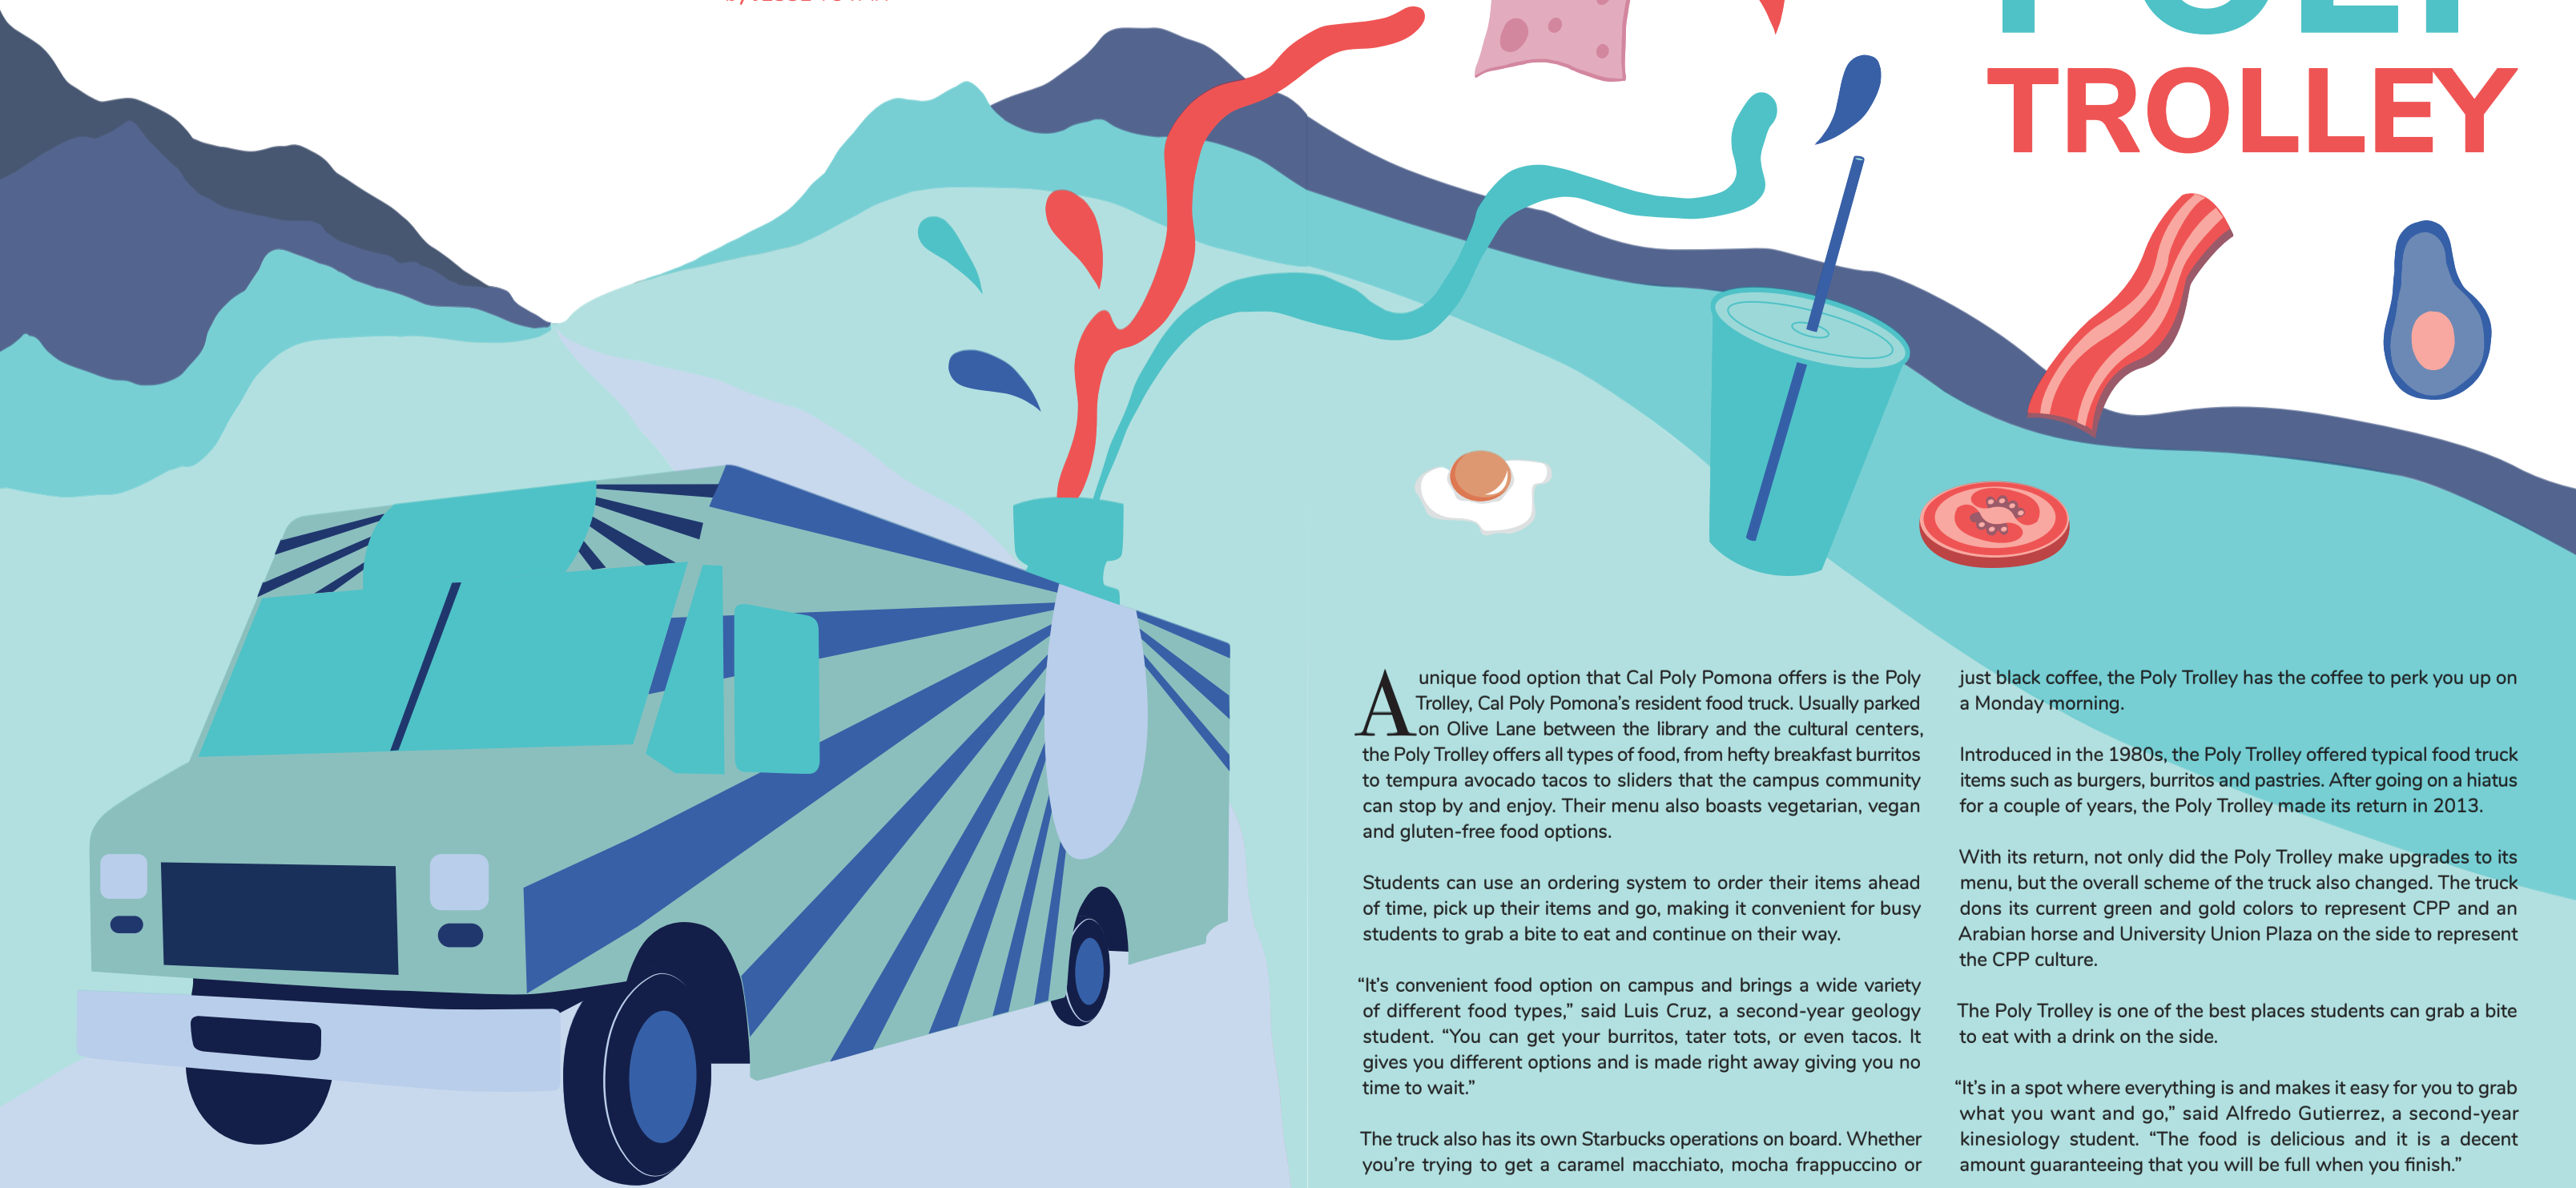 POLY
TROLLEY
A unique food option that Cal Poly Pomona offers is the Poly
Trolley, Cal Poly Pomona’s resident food truck. Usually parked
on Olive Lane between the library and the cultural centers,
the Poly Trolley offers all types of food, from hefty breakfast burritos
to tempura avocado tacos to sliders that the campus community
can stop by and enjoy. Their menu also boasts vegetarian, vegan
and gluten-free food options.
Students can use an ordering system to order their items ahead
of time, pick up their items and go, making it convenient for busy
students to grab a bite to eat and continue on their way.
“It’s convenient food option on campus and brings a wide variety
of different food types,” said Luis Cruz, a second-year geology
student. “You can get your burritos, tater tots, or even tacos. It
gives you different options and is made right away giving you no
time to wait.”
The truck also has its own Starbucks operations on board. Whether
you’re trying to get a caramel macchiato, mocha frappuccino or
just black coffee, the Poly Trolley has the coffee to perk you up on
a Monday morning.
Introduced in the 1980s, the Poly Trolley offered typical food truck
items such as burgers, burritos and pastries. After going on a hiatus
for a couple of years, the Poly Trolley made its return in 2013.
With its return, not only did the Poly Trolley make upgrades to its
menu, but the overall scheme of the truck also changed. The truck
dons its current green and gold colors to represent CPP and an
Arabian horse and University Union Plaza on the side to represent
the CPP culture.
The Poly Trolley is one of the best places students can grab a bite
to eat with a drink on the side.
“It’s in a spot where everything is and makes it easy for you to grab
what you want and go,” said Alfredo Gutierrez, a second-year
kinesiology student. “The food is delicious and it is a decent
amount guaranteeing that you will be full when you finish.”